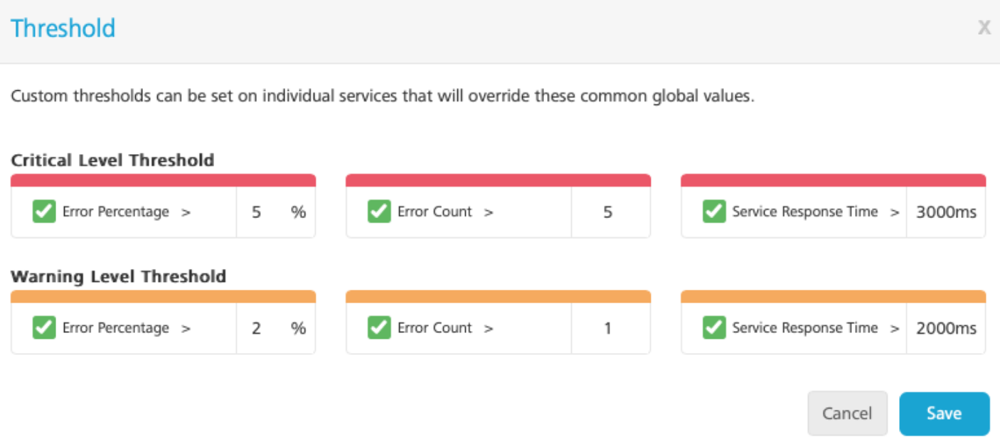 Threshold X
Custom thresholds can be set on individual services that will override these common global values.
Critical Level Threshold
Error Percentage > 5 % Error Count > 5 Service Response Time > 3000ms
Warning Level Threshold
Error Percentage > 2 % Error Count > 1 Service Response Time > 2000ms
Cancel Save